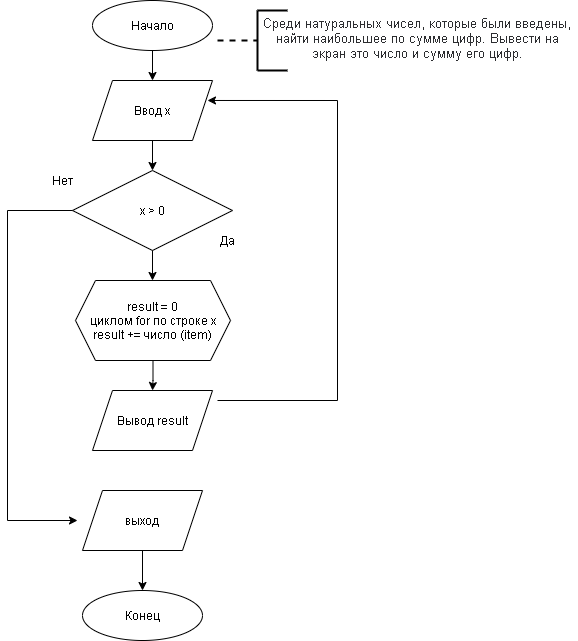 Начало
Среди натуральных чисел, которые были введены,
найти наибольшее по сумме цифр. Вывести на
экран это число и сумму его цифр.
Ввод x
Нет
x > 0
Да
result = 0
циклом for по строке x
result += число (item)
Вывод result
выход
Конец